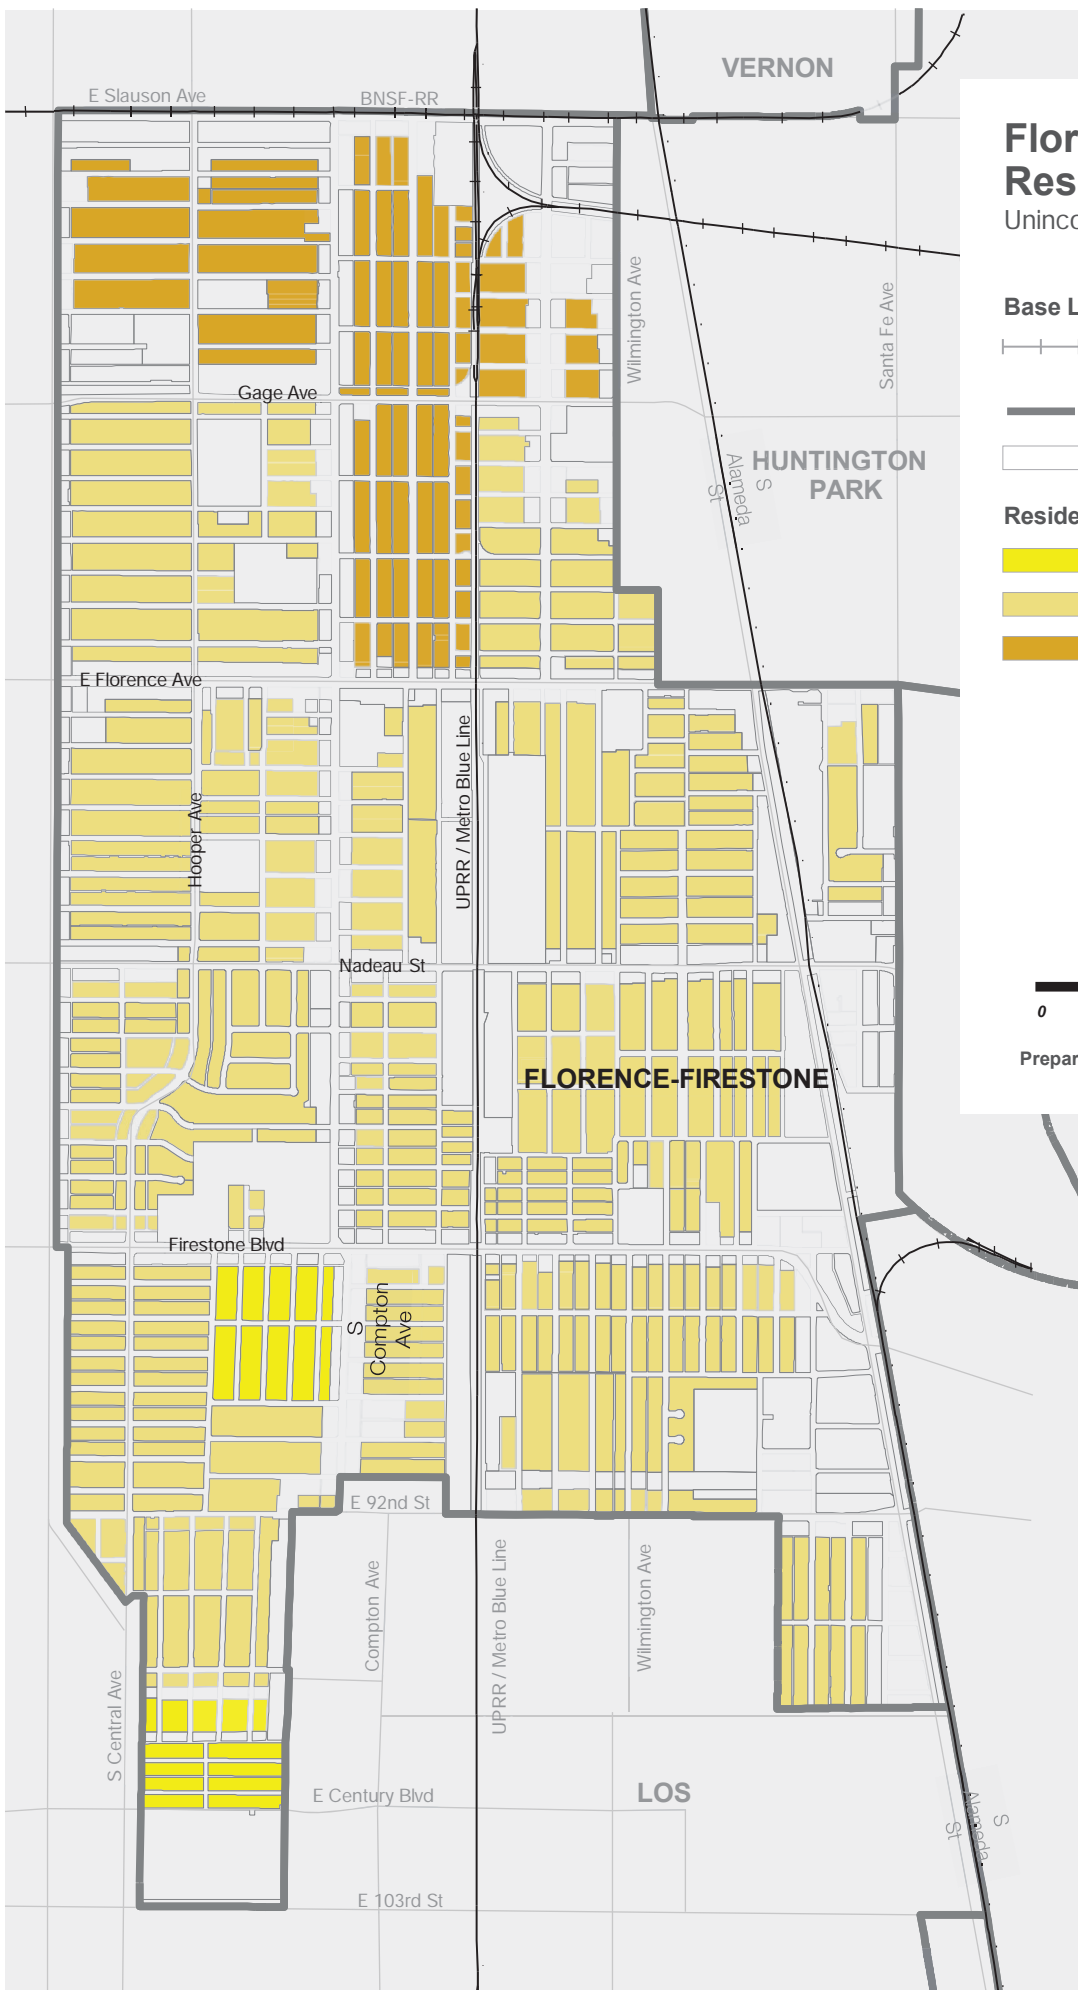 VERNON
E Slauson Ave
BNSF-RR
Flor
Res
Uninco
Base L
Wilmington Ave
Santa Fe Ave
Gage Ave
HUNTINGTON
PARK
S
Alameda
St
Reside
E Florence Ave
UPRR / Metro Blue Line
Hooper Ave
Nadeau St
0
Prepar
FLORENCE-FIRESTONE
Firestone Blvd
S
Compton
Ave
E 92nd St
Compton Ave
UPRR / Metro Blue Line
Wilmington Ave
S Central Ave
E Century Blvd
LOS
S
Alameda
St
E 103rd St